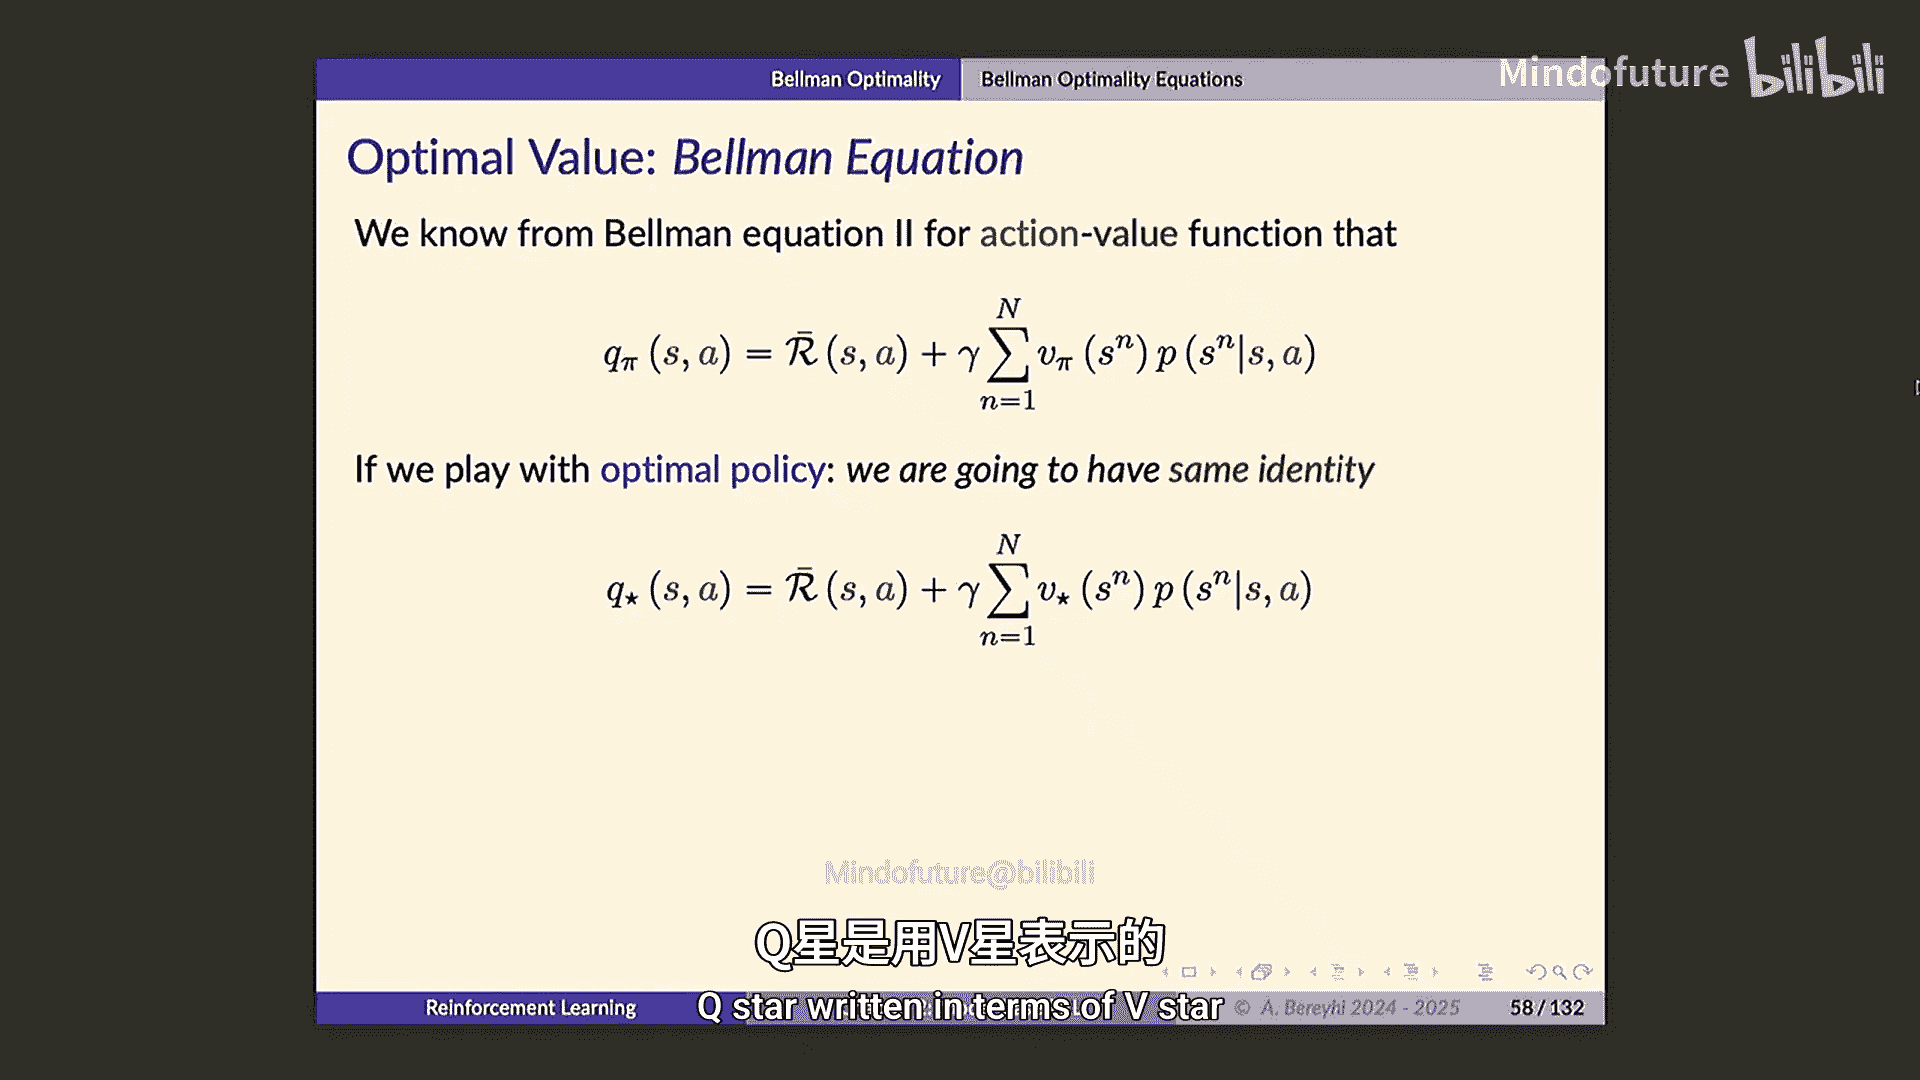 Bellman Optimality Bellman Optimality Equations
Mindofuture bilibili
Optimal Value: Bellman Equation
We know from Bellman equation II for action-value function that
q_π (s, a) = R̄ (s, a) + γ ∑_{n=1}^{N} v_π (s^n) p (s^n|s, a)
If we play with optimal policy: we are going to have same identity
q_⋆ (s, a) = R̄ (s, a) + γ ∑_{n=1}^{N} v_⋆ (s^n) p (s^n|s, a)
Mindofuture@bilibili
Q星是用V星表示的
Q star written in terms of V star
Reinforcement Learning
© A. Bereyhi 2024 - 2025 58 / 132